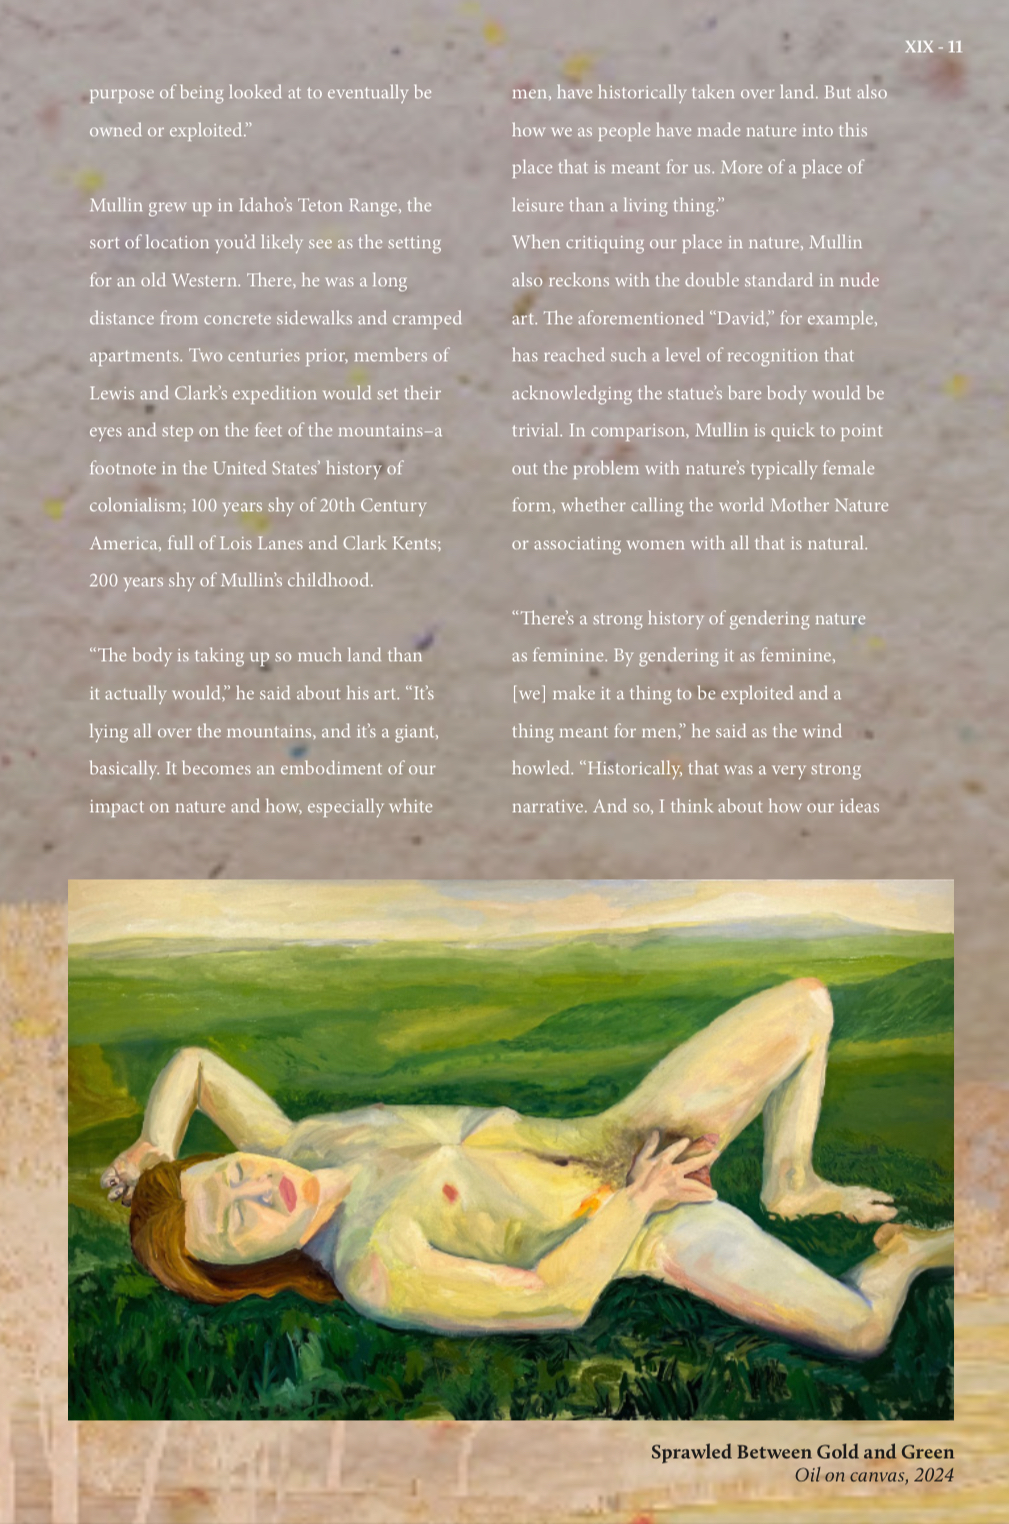 XIX - 11
purpose of being looked at to eventually be
owned or exploited.”
Mullin grew up in Idaho’s Teton Range, the
sort of location you’d likely see as the setting
for an old Western. There, he was a long
distance from concrete sidewalks and cramped
apartments. Two centuries prior, members of
Lewis and Clark’s expedition would set their
eyes and step on the feet of the mountains–a
footnote in the United States’ history of
colonialism; 100 years shy of 20th Century
America, full of Lois Lanes and Clark Kents;
200 years shy of Mullin’s childhood.
“The body is taking up so much land than
it actually would,” he said about his art. “It’s
lying all over the mountains, and it’s a giant,
basically. It becomes an embodiment of our
impact on nature and how, especially white
men, have historically taken over land. But also
how we as people have made nature into this
place that is meant for us. More of a place of
leisure than a living thing.”
When critiquing our place in nature, Mullin
also reckons with the double standard in nude
art. The aforementioned “David,” for example,
has reached such a level of recognition that
acknowledging the statue’s bare body would be
trivial. In comparison, Mullin is quick to point
out the problem with nature’s typically female
form, whether calling the world Mother Nature
or associating women with all that is natural.
“There’s a strong history of gendering nature
as feminine. By gendering it as feminine,
[we] make it a thing to be exploited and a
thing meant for men,” he said as the wind
howled. “Historically, that was a very strong
narrative. And so, I think about how our ideas
Sprawled Between Gold and Green
Oil on canvas, 2024